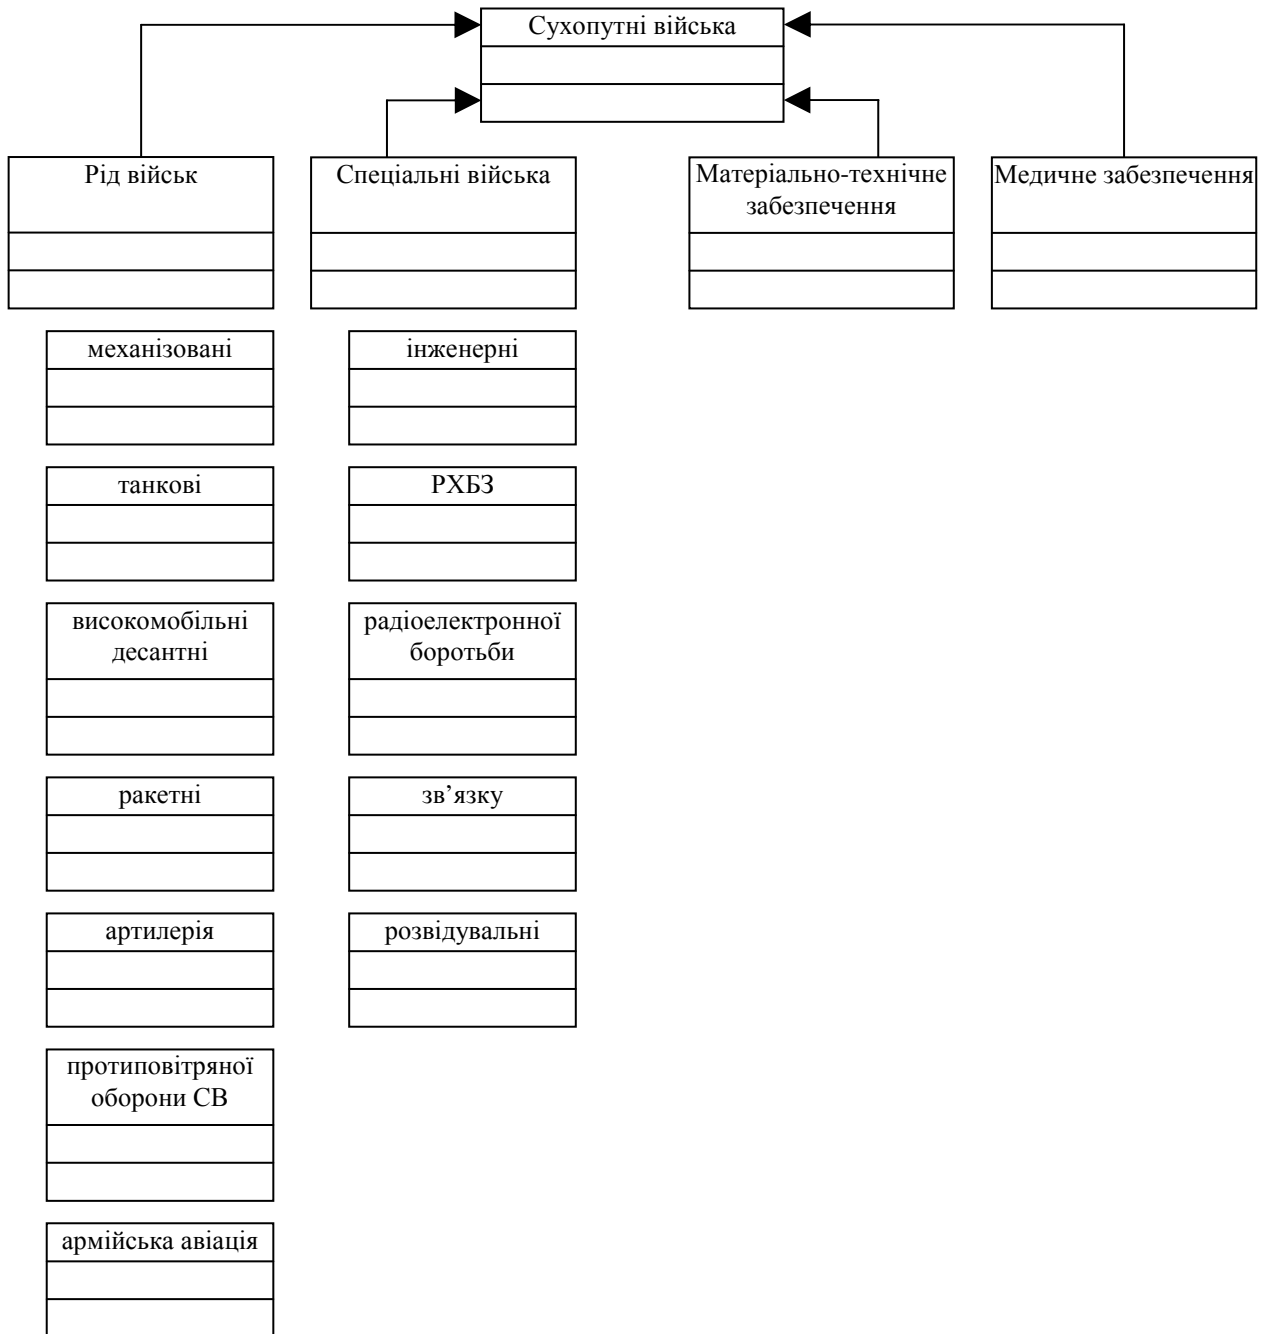 Сухопутні війська
Рід військ
Спеціальні війська
Матеріально-технічне
забезпечення
Медичне забезпечення
механізовані
інженерні
танкові
РХБЗ
високомобільні
десантні
радіоелектронної
боротьби
ракетні
зв’язку
артилерія
розвідувальні
протиповітряної
оборони СВ
армійська авіація